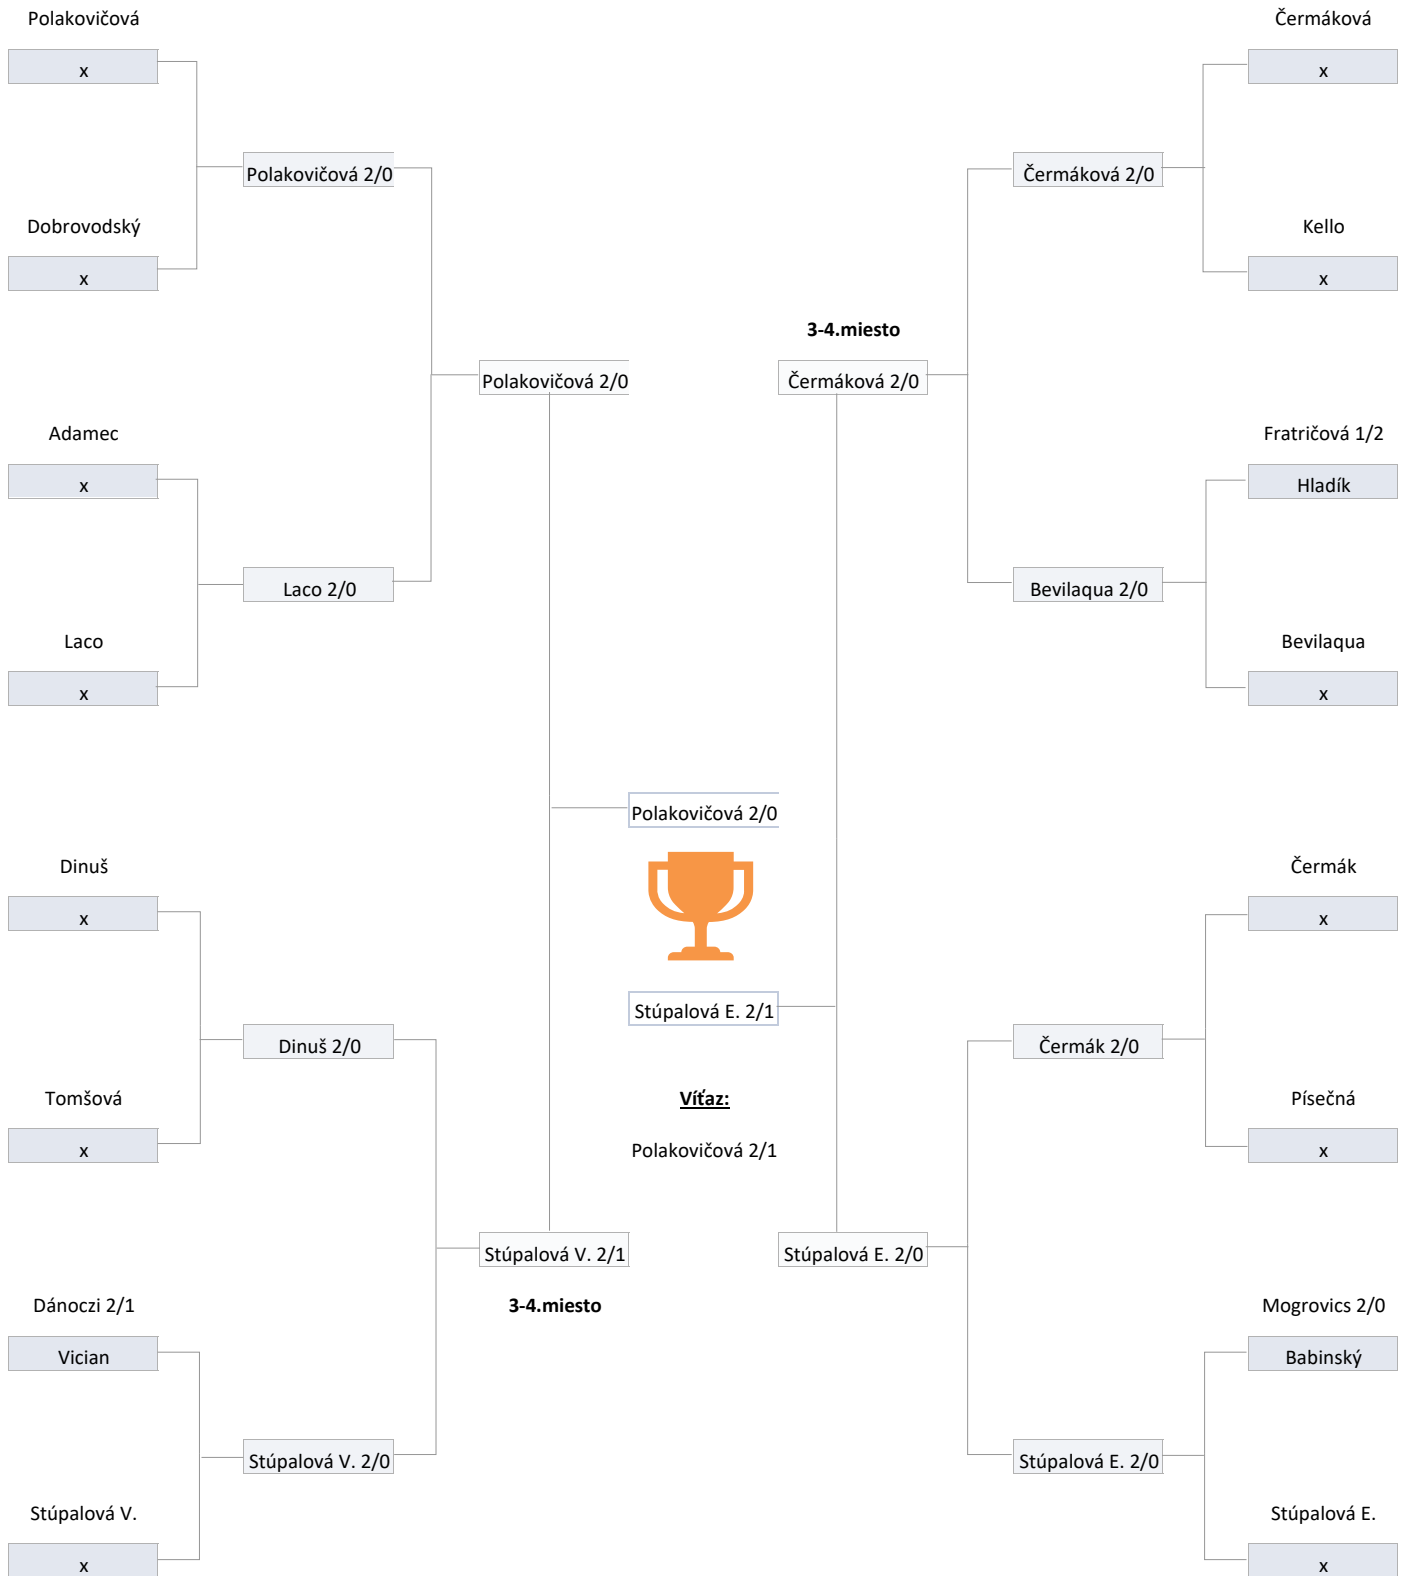 Polakovičová
Čermáková
x
x
Polakovičová 2/0
Čermáková 2/0
Dobrovodský
Kello
x
x
3-4.miesto
Polakovičová 2/0
Čermáková 2/0
Adamec
Fratričová 1/2
x
Hladík
Laco 2/0
Bevilaqua 2/0
Laco
Bevilaqua
x
x
Polakovičová 2/0
Dinuš
Čermák
x
x
Stúpalová E. 2/1
Dinuš 2/0
Čermák 2/0
Tomšová
Víťaz:
Písečná
x
Polakovičová 2/1
x
Stúpalová V. 2/1
Stúpalová E. 2/0
Dánoczi 2/1
3-4.miesto
Mogrovics 2/0
Vician
Babinský
Stúpalová V. 2/0
Stúpalová E. 2/0
Stúpalová V.
Stúpalová E.
x
x